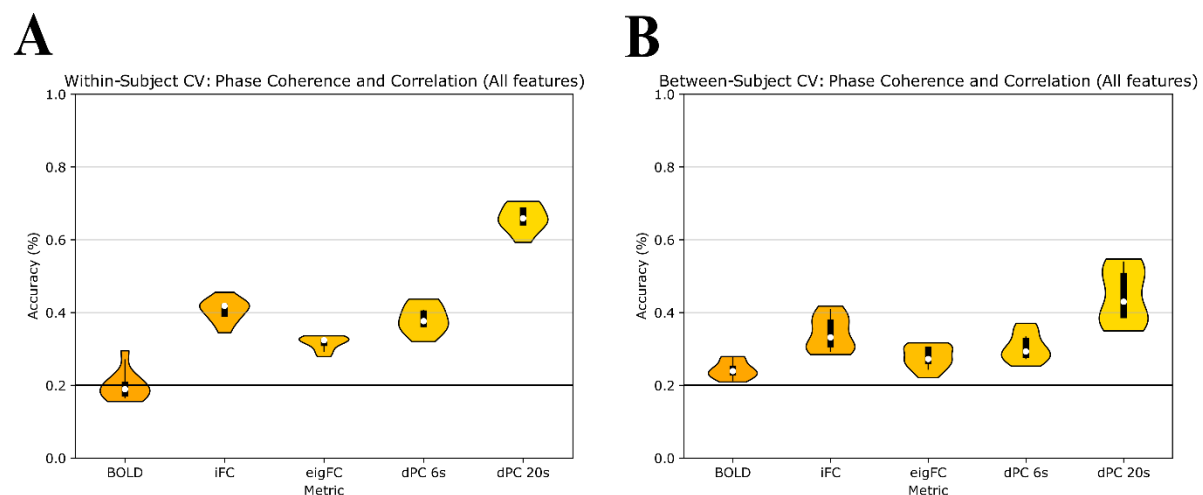 A
Within-Subject CV: Phase Coherence and Correlation (All features)
1.0
0.8
0.6
0.4
0.2
0.0
Accuracy (%)
BOLD iFC eigFC dPC 6s dPC 20s
Metric
B
Between-Subject CV: Phase Coherence and Correlation (All features)
1.0
0.8
0.6
0.4
0.2
0.0
Accuracy (%)
BOLD iFC eigFC dPC 6s dPC 20s
Metric